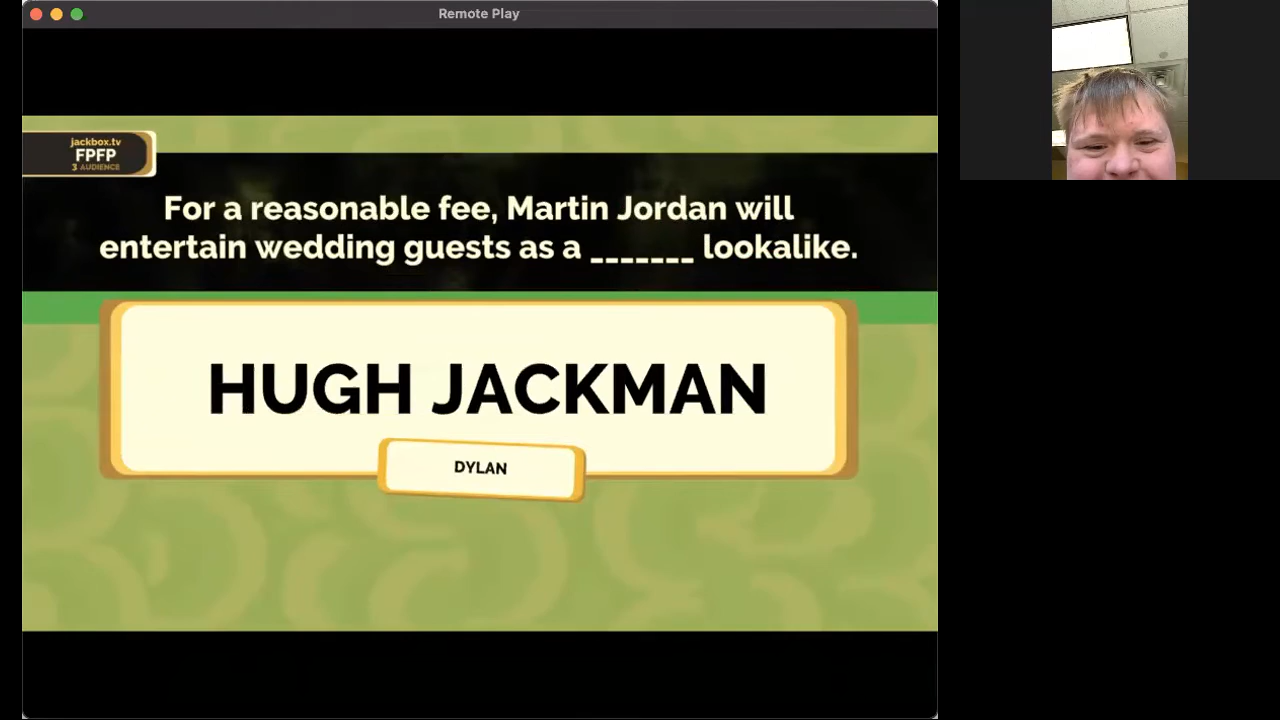 Remote Play
jackbox.tv
FPFP
3 AUDIENCE
For a reasonable fee, Martin Jordan will
entertain wedding guests as a _______ lookalike.
HUGH JACKMAN
DYLAN